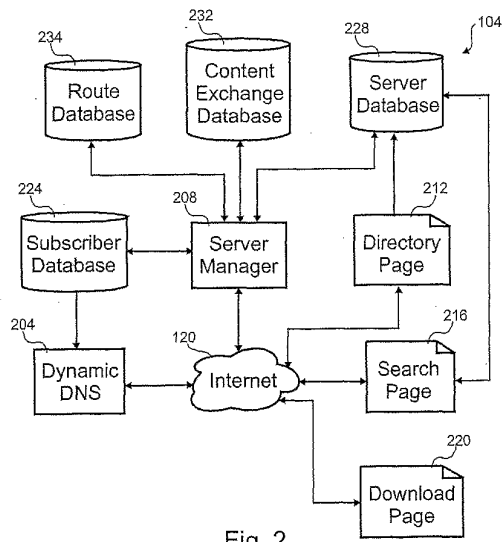 234
232
228
104
Route
Database
Content
Exchange
Database
Server
Database
224
208
212
Subscriber
Database
Server
Manager
Directory
Page
204
120
216
Dynamic
DNS
Internet
Search
Page
220
Download
Page
Fig. 2